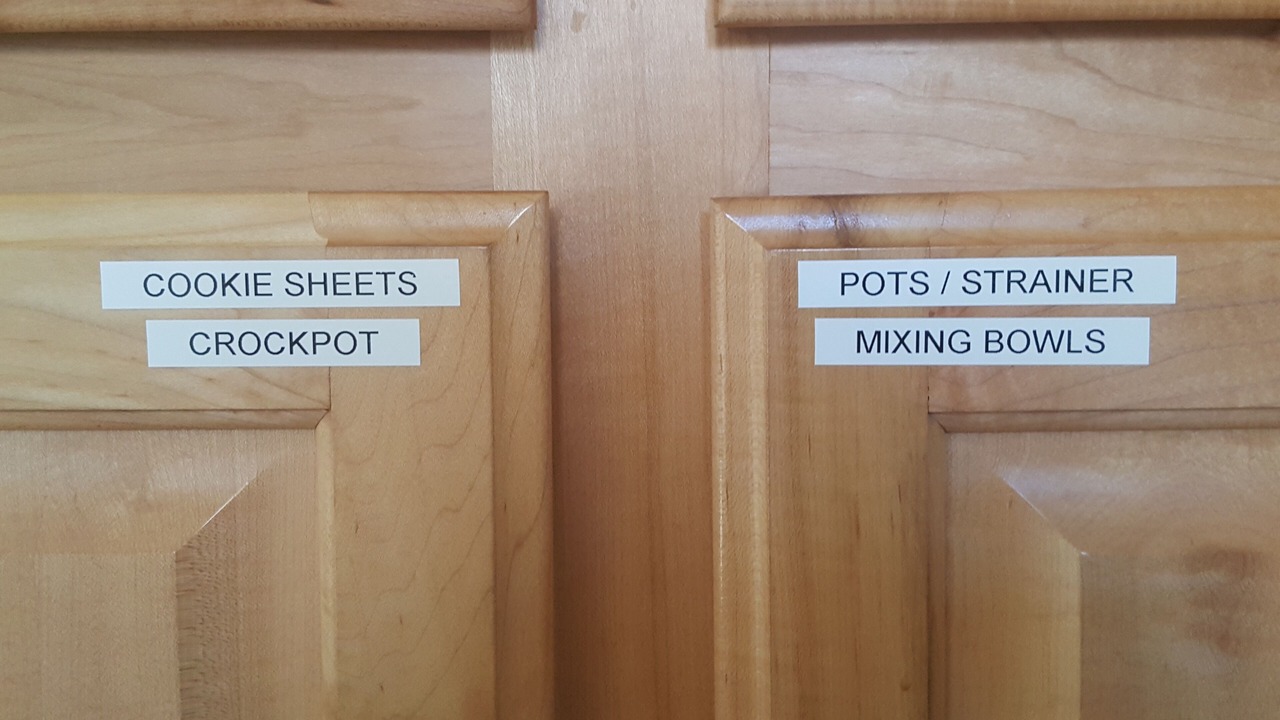 COOKIE SHEETS
CROCKPOT
POTS / STRAINER
MIXING BOWLS